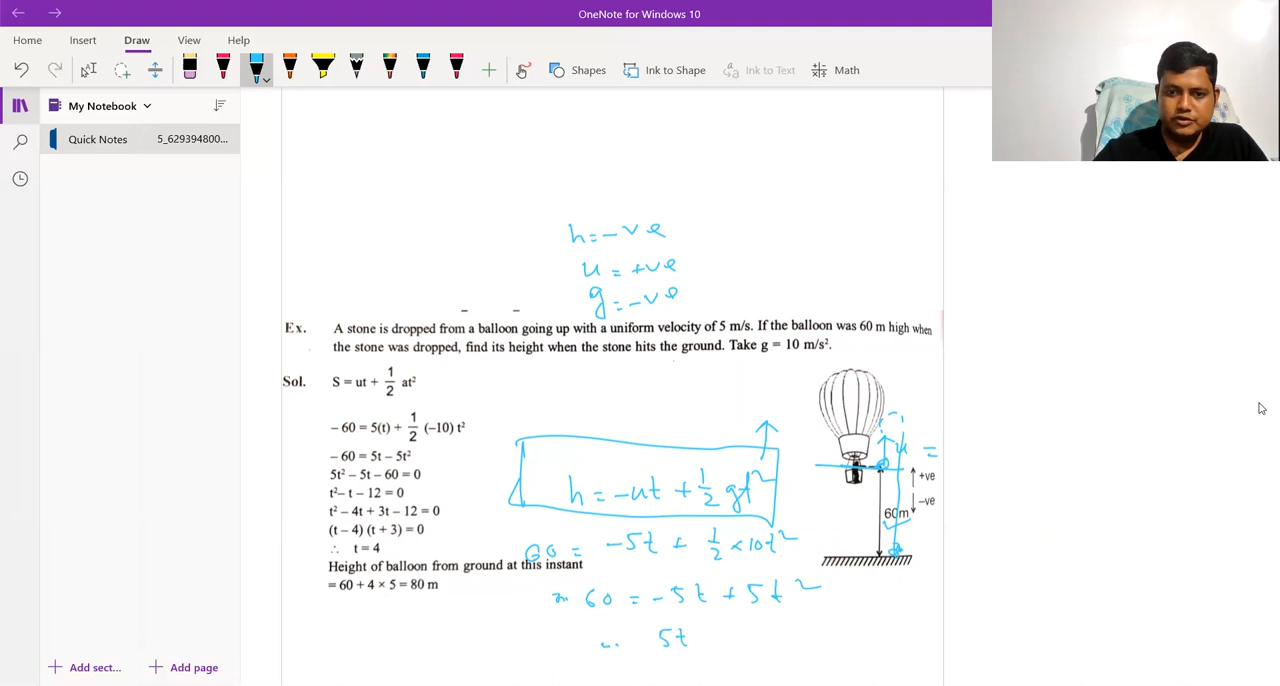 OneNote for Windows 10
Home Insert Draw View Help
Shapes Ink to Shape Ink to Text Math
My Notebook
Quick Notes 5_629394800...
h = -ve
u = +ve
g = -ve
Ex. A stone is dropped from a balloon going up with a uniform velocity of 5 m/s. If the balloon was 60 m high when
the stone was dropped, find its height when the stone hits the ground. Take g = 10 m/s².
Sol. S = ut + 1/2 at²
- 60 = 5(t) + 1/2 (-10) t²
- 60 = 5t - 5t²
5t² - 5t - 60 = 0
t² - t - 12 = 0
t² - 4t + 3t - 12 = 0
(t - 4) (t + 3) = 0
∴ t = 4
Height of balloon from ground at this instant
= 60 + 4 × 5 = 80 m
u =
+ve
-ve
60m
h = -ut + 1/2 gt²
60 = -5t + 1/2 × 10t²
60 = -5t + 5t²
5t
Add sect... Add page